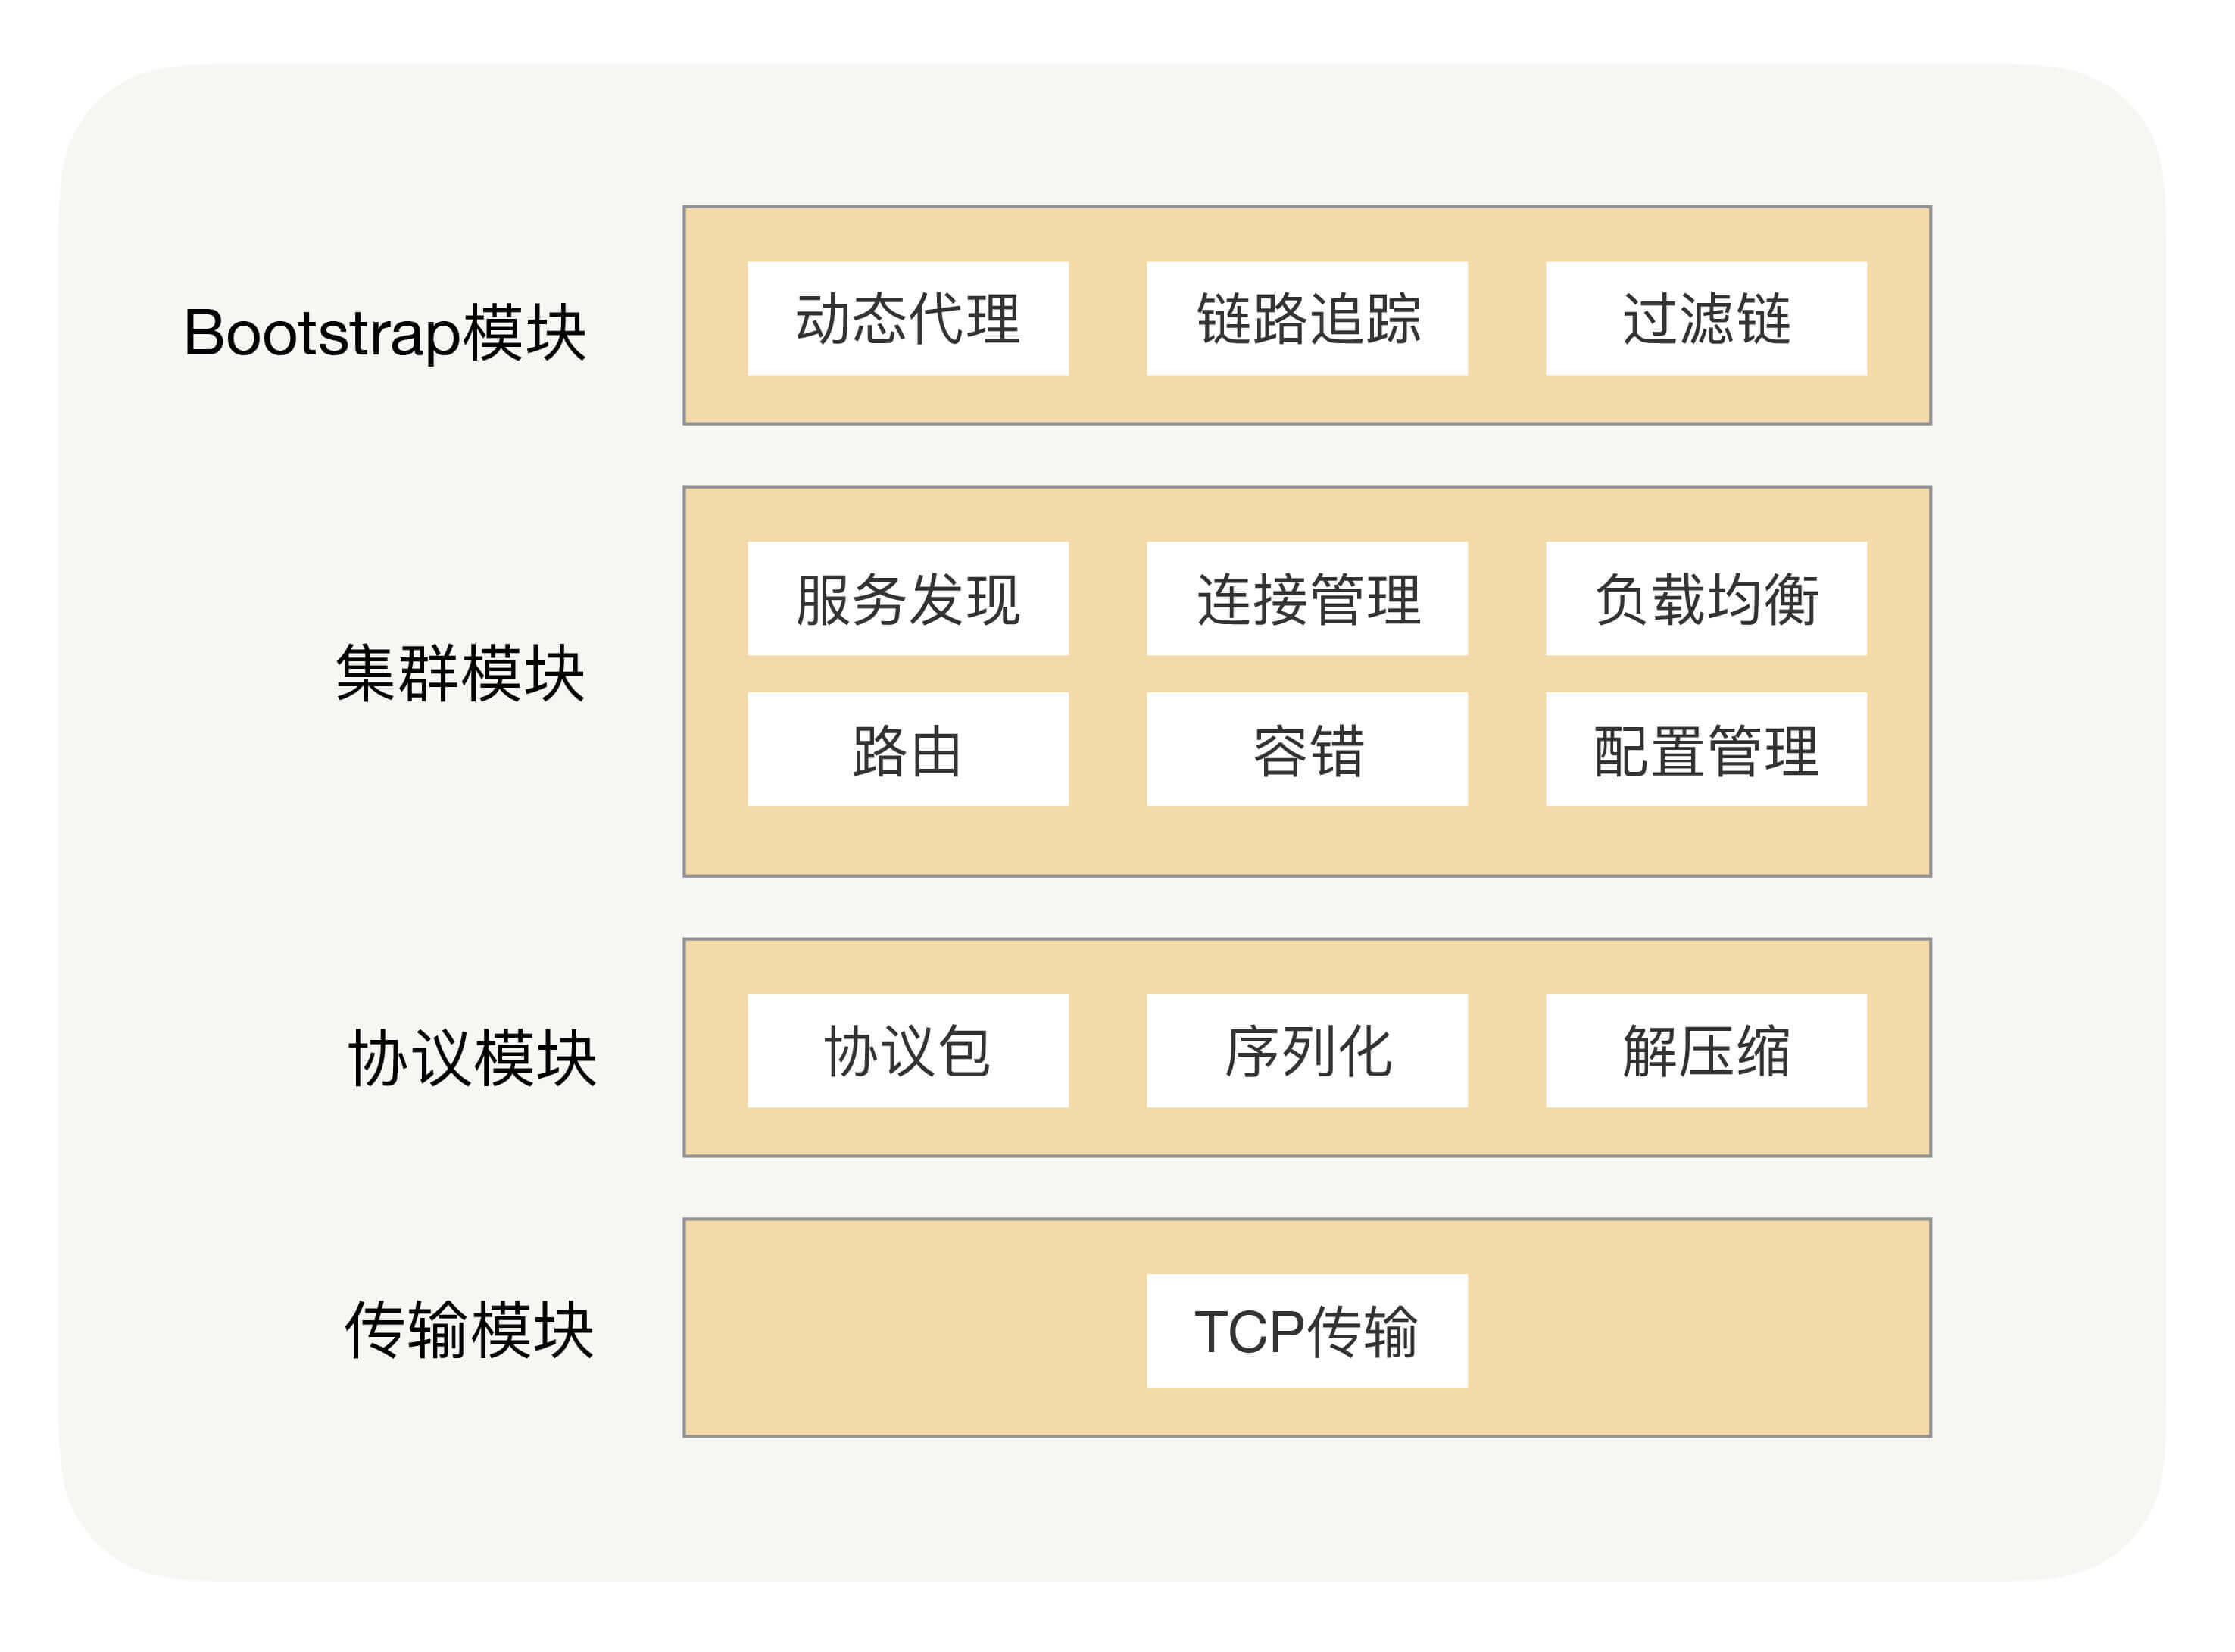 Bootstrap模块
动态代理
链路追踪
过滤链
集群模块
服务发现
连接管理
负载均衡
路由
容错
配置管理
协议模块
协议包
序列化
解压缩
传输模块
TCP传输